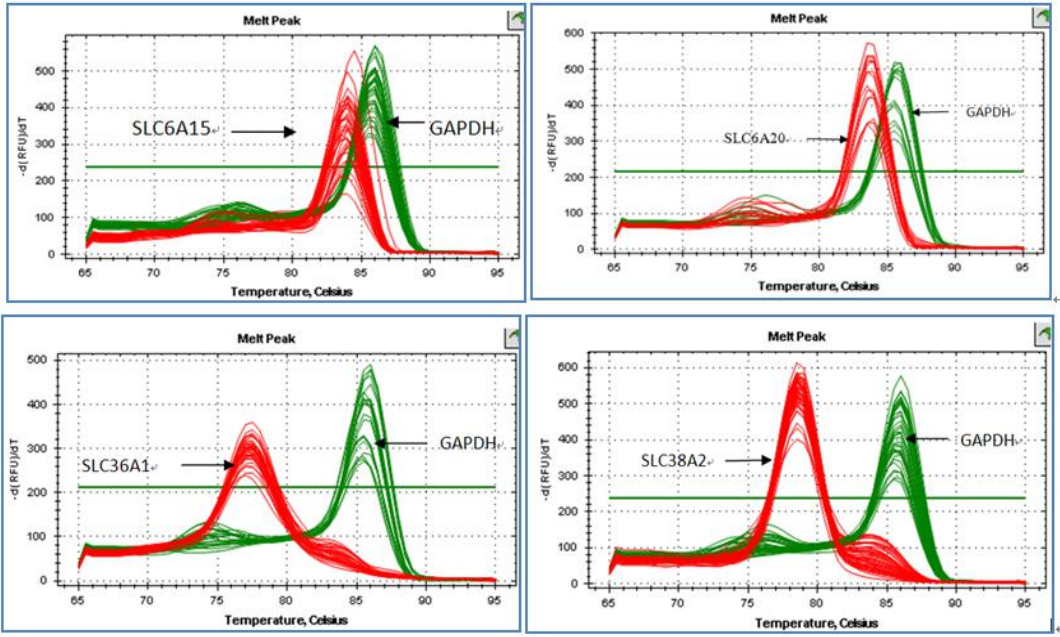 Melt Peak
-d(RFU)/dT
500
400
300
200
100
0
SLC6A15
GAPDH
65 70 75 80 85 90 95
Temperature, Celsius
Melt Peak
-d(RFU)/dT
600
500
400
300
200
100
0
SLC6A20
GAPDH
65 70 75 80 85 90 95
Temperature, Celsius
Melt Peak
-d(RFU)/dT
500
400
300
200
100
0
SLC36A1
GAPDH
65 70 75 80 85 90 95
Temperature, Celsius
Melt Peak
-d(RFU)/dT
600
500
400
300
200
100
0
SLC38A2
GAPDH
65 70 75 80 85 90 95
Temperature, Celsius